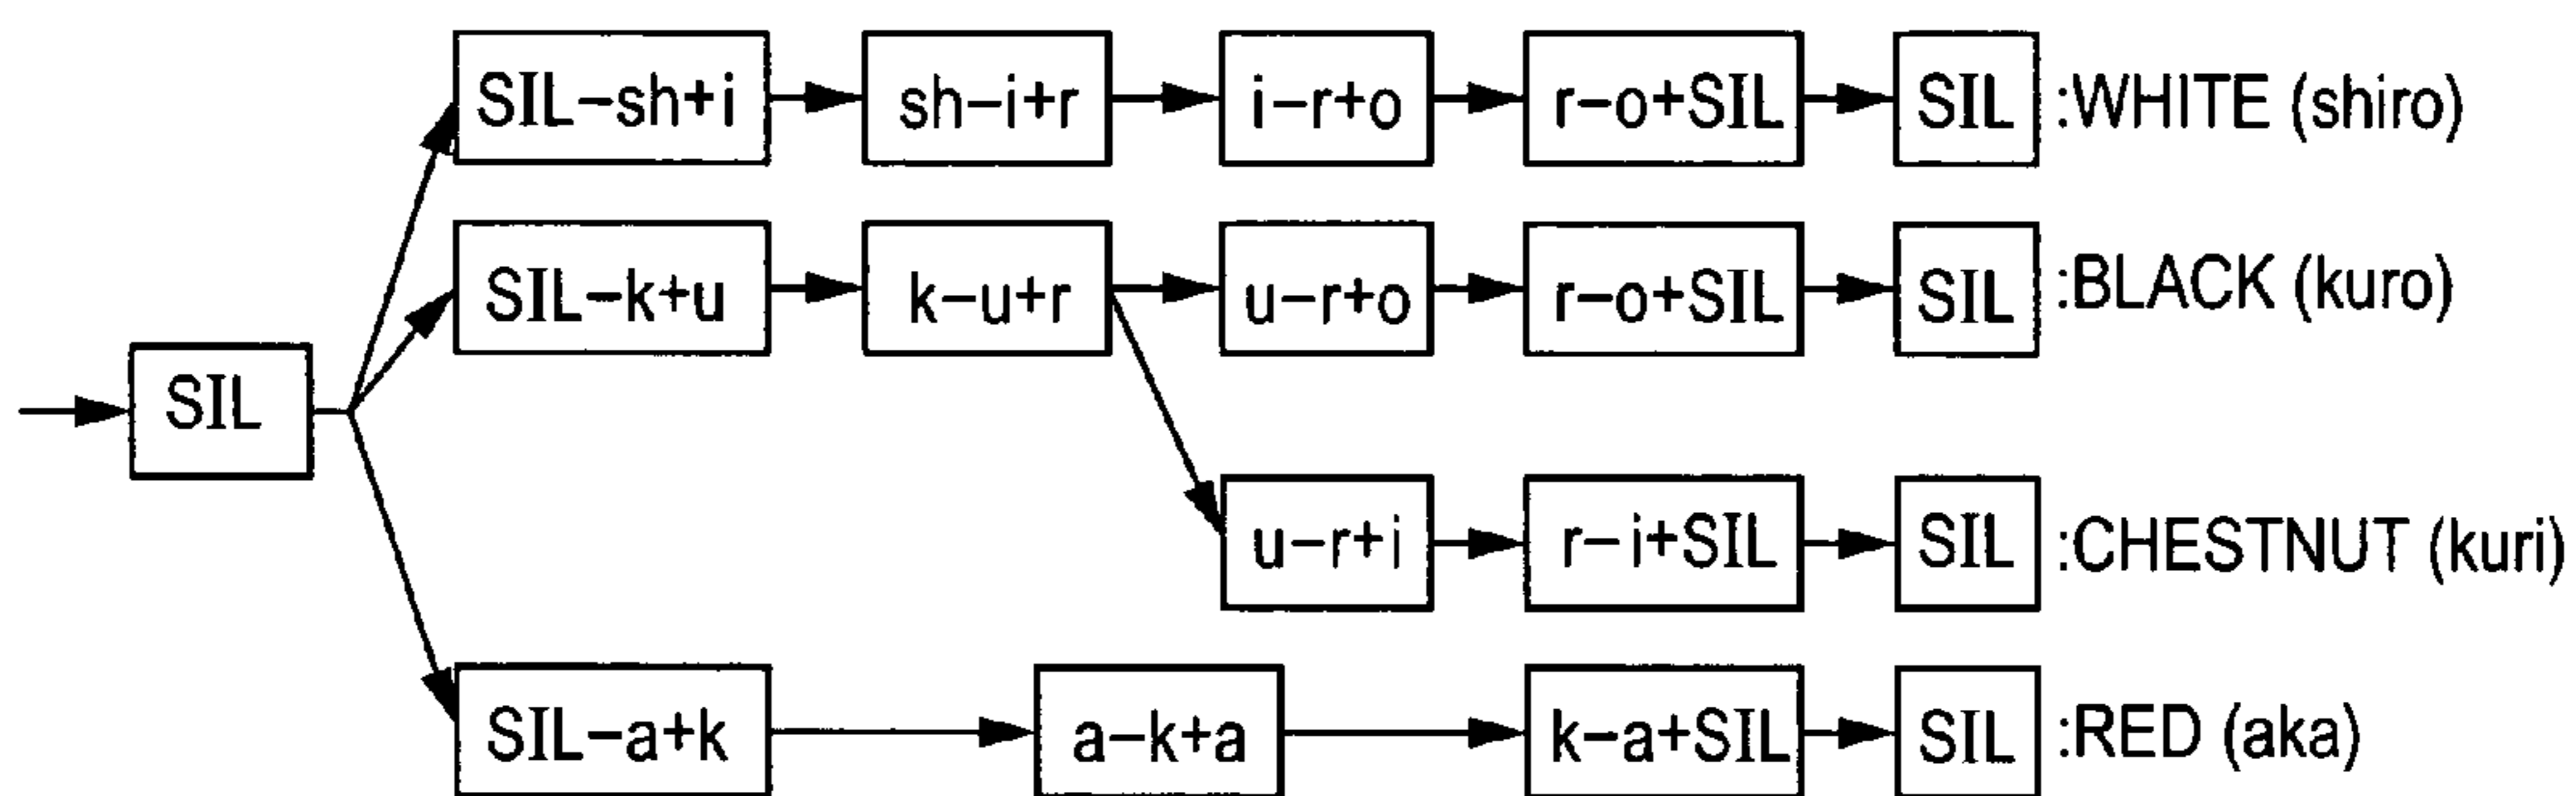 SIL–sh+i sh–i+r i–r+o r–o+SIL SIL :WHITE (shiro)
SIL–k+u k–u+r u–r+o r–o+SIL SIL :BLACK (kuro)
SIL
u–r+i r–i+SIL SIL :CHESTNUT (kuri)
SIL–a+k a–k+a k–a+SIL SIL :RED (aka)